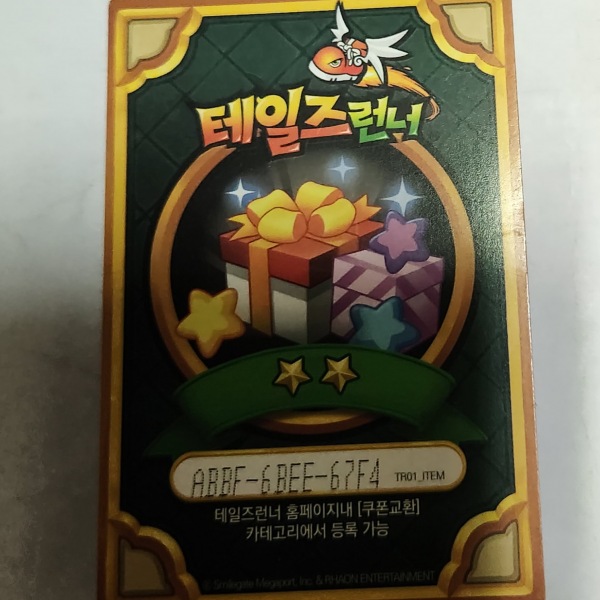 테일즈런너
ABBF-6BEE-67F4 TR01_ITEM
테일즈런너 홈페이지내 [쿠폰교환]
카테고리에서 등록 가능
© Smilegate Megaport, Inc. & RHAON ENTERTAINMENT